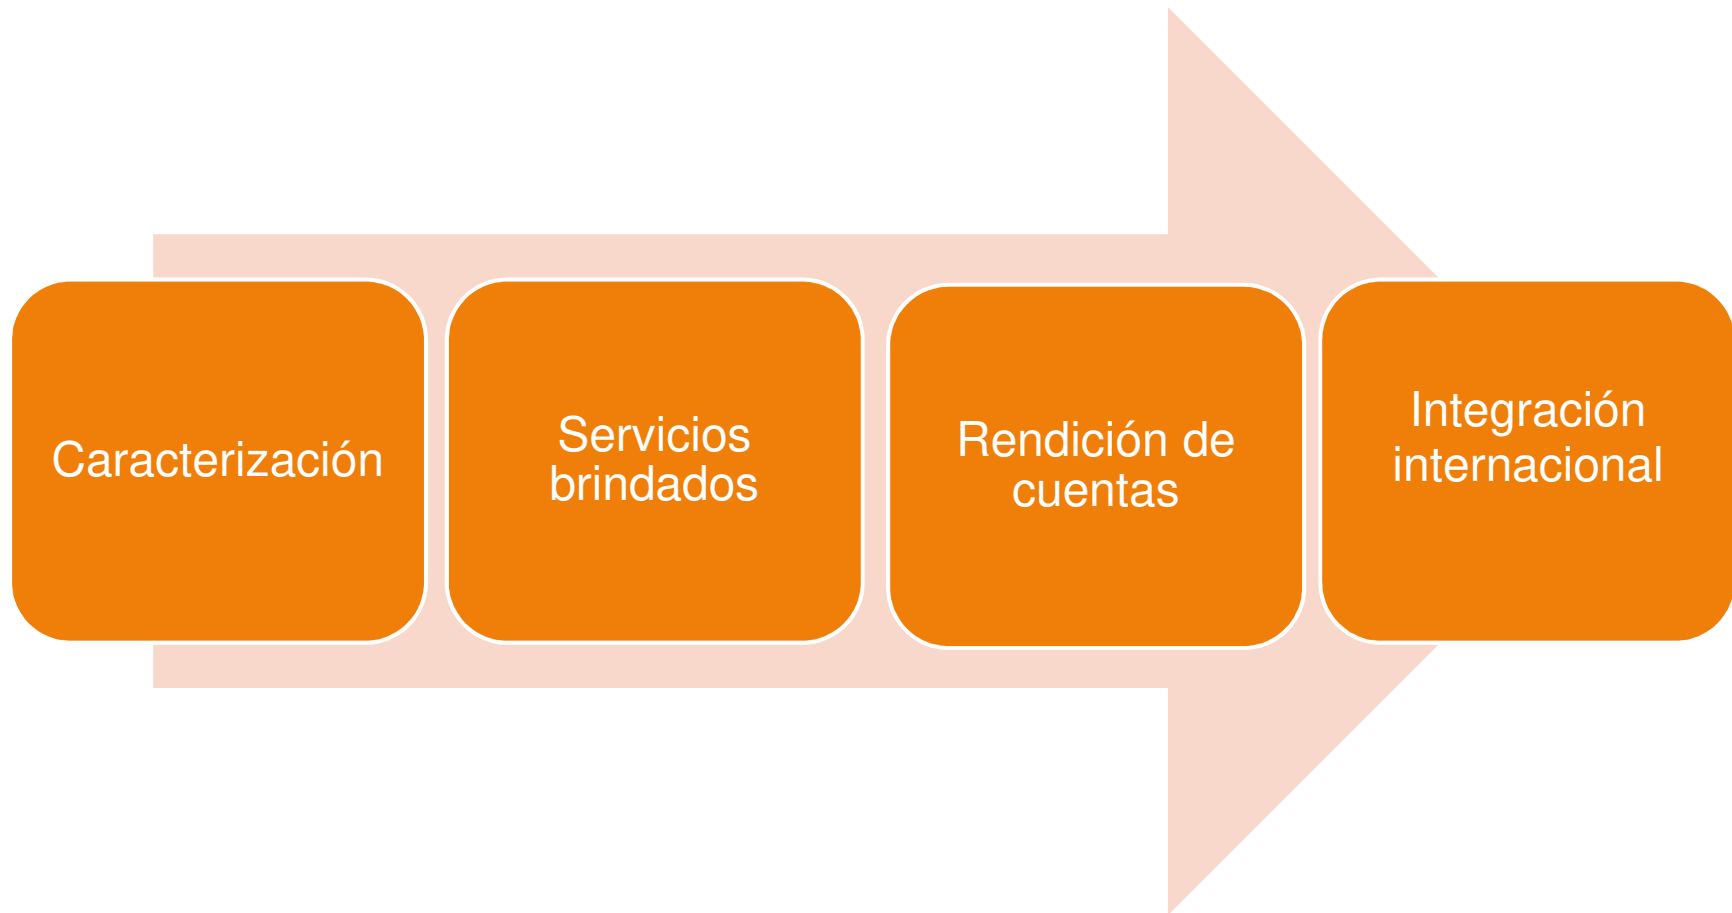 Caracterización
Servicios
brindados
Rendición de
cuentas
Integración
internacional